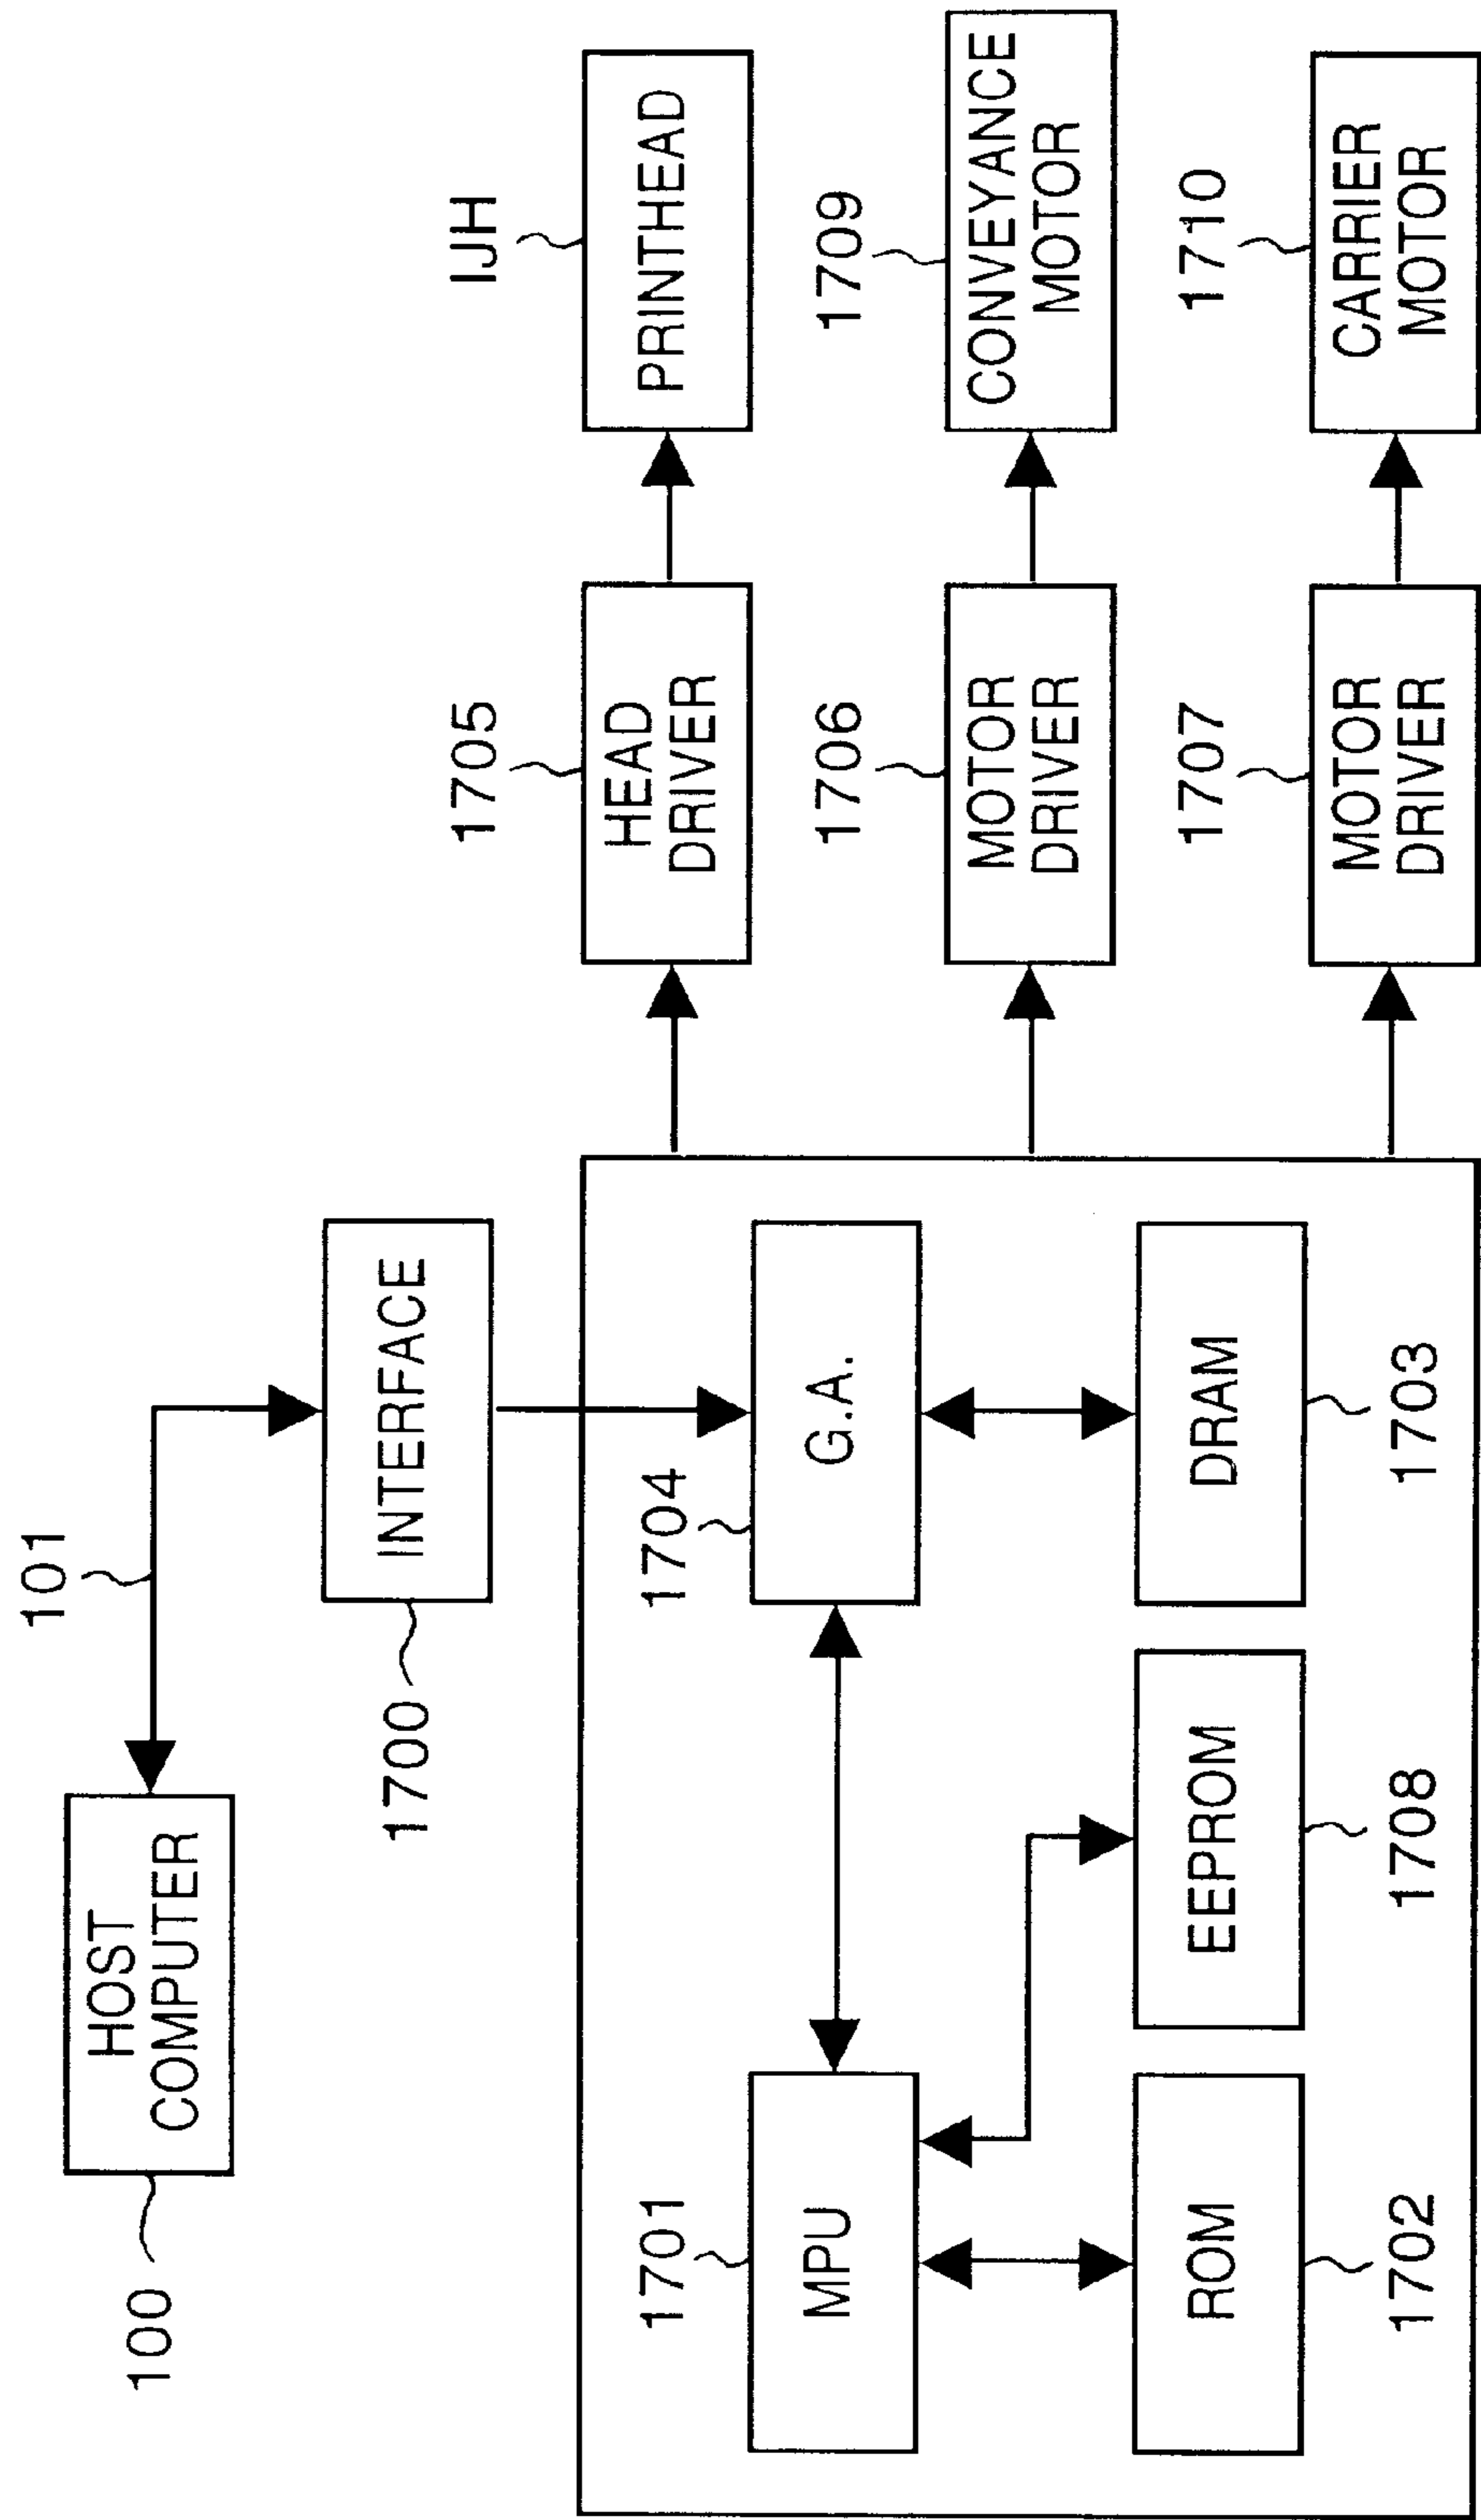 101
HOST
COMPUTER
100
INTERFACE
1700
1701
MPU
1704
G.A.
ROM
1702
EEPROM
1708
DRAM
1703
1705
HEAD
DRIVER
IJH
PRINTHEAD
1706
MOTOR
DRIVER
1709
CONVEYANCE
MOTOR
1707
MOTOR
DRIVER
1710
CARRIER
MOTOR